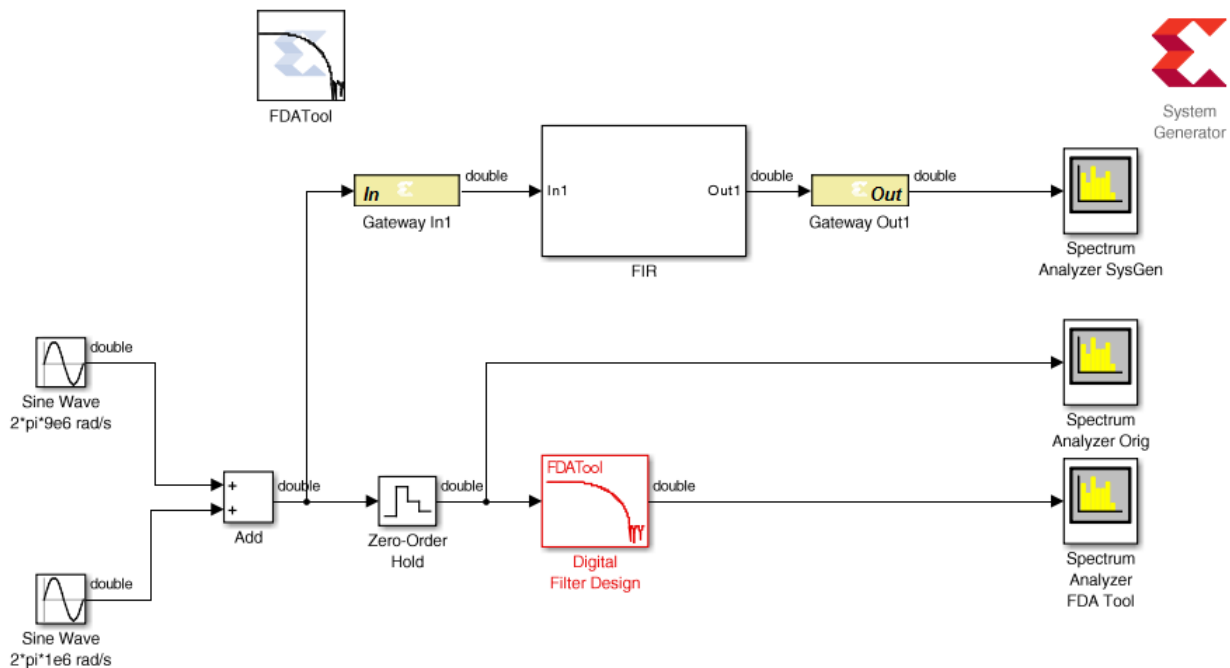 FDATool
System
Generator
In
double
Gateway In1
In1
Out1
FIR
double
Out
double
Gateway Out1
Spectrum
Analyzer SysGen
double
Sine Wave
2*pi*9e6 rad/s
Spectrum
Analyzer Orig
+
+
double
Add
double
Zero-Order
Hold
FDATool
double
Digital
Filter Design
Spectrum
Analyzer
FDA Tool
double
Sine Wave
2*pi*1e6 rad/s